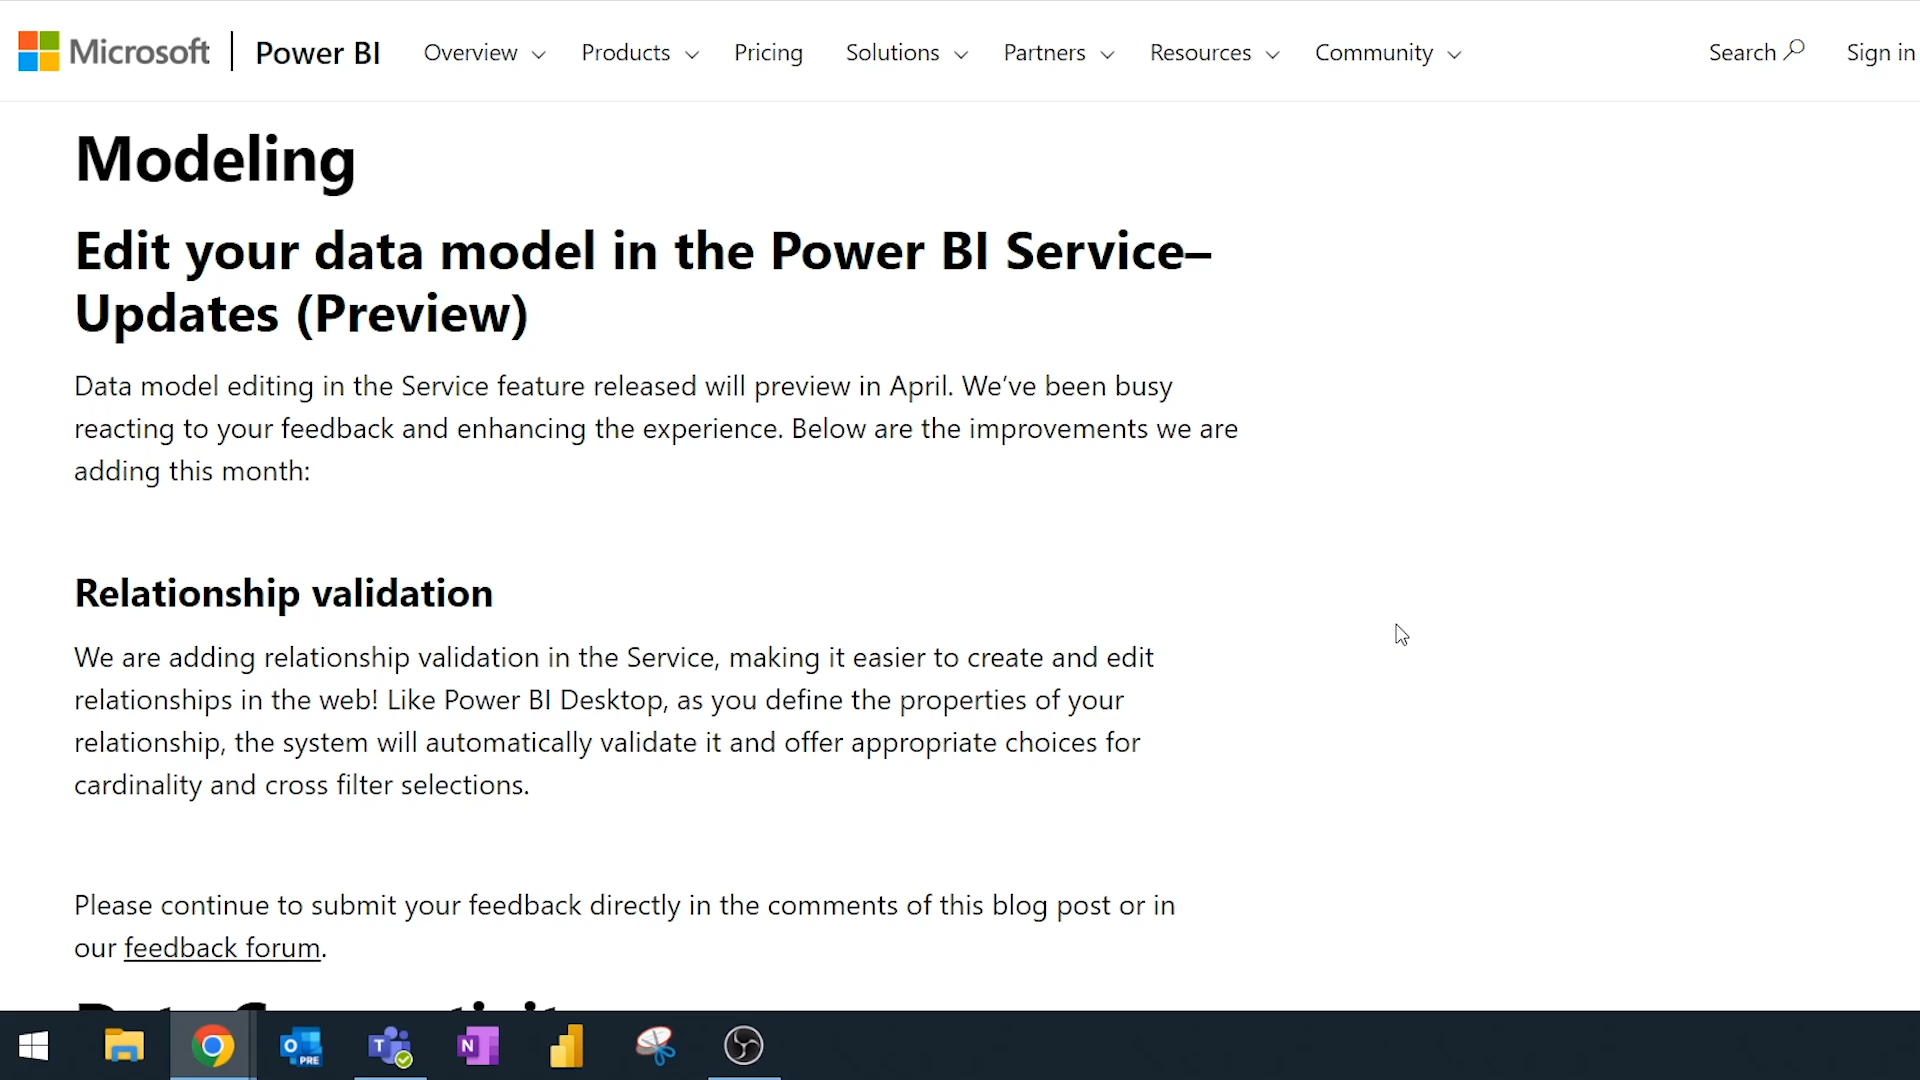 Microsoft Power BI Overview Products Pricing Solutions Partners Resources Community Search Sign in
Modeling
Edit your data model in the Power BI Service–
Updates (Preview)
Data model editing in the Service feature released will preview in April. We've been busy
reacting to your feedback and enhancing the experience. Below are the improvements we are
adding this month:
Relationship validation
We are adding relationship validation in the Service, making it easier to create and edit
relationships in the web! Like Power BI Desktop, as you define the properties of your
relationship, the system will automatically validate it and offer appropriate choices for
cardinality and cross filter selections.
Please continue to submit your feedback directly in the comments of this blog post or in
our feedback forum.